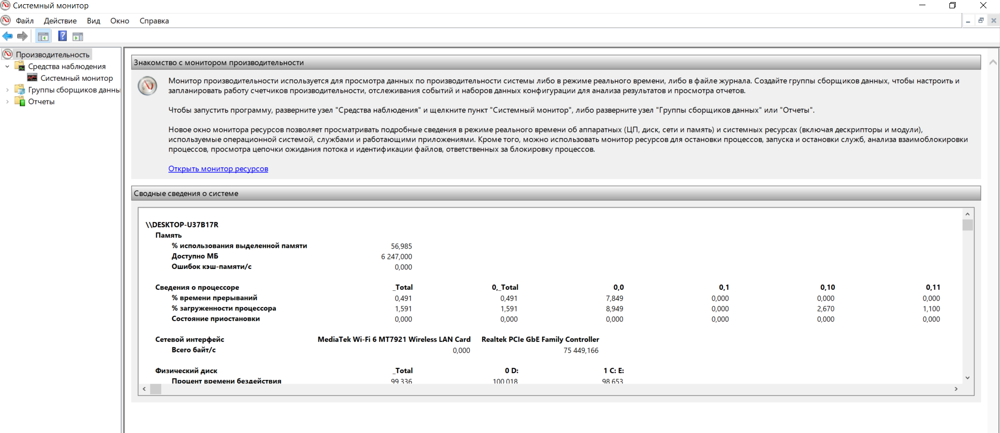 Системный монитор
Файл Действие Вид Окно Справка
Производительность
Средства наблюдения
Системный монитор
Группы сборщиков данны
Отчеты
Знакомство с монитором производительности
Монитор производительности используется для просмотра данных по производительности системы либо в режиме реального времени, либо в файле журнала. Создайте группы сборщиков данных, чтобы настроить и
запланировать работу счетчиков производительности, отслеживания событий и наборов данных конфигурации для анализа результатов и просмотра отчетов.
Чтобы запустить программу, разверните узел "Средства наблюдения" и щелкните пункт "Системный монитор", либо разверните узел "Группы сборщиков данных" или "Отчеты".
Новое окно монитора ресурсов позволяет просматривать подробные сведения в режиме реального времени об аппаратных (ЦП, диск, сети и память) и системных ресурсах (включая дескрипторы и модули),
используемые операционной системой, службами и работающими приложениями. Кроме того, можно использовать монитор ресурсов для остановки процессов, запуска и остановки служб, анализа взаимоблокировки
процессов, просмотра цепочки ожидания потока и идентификации файлов, ответственных за блокировку процессов.
Открыть монитор ресурсов
Сводные сведения о системе
\\DESKTOP-U37B17R
Память
% использования выделенной памяти 56,985
Доступно МБ 6 247,000
Ошибок кэш-памяти/с 0,000
Сведения о процессоре _Total 0,_Total 0,0 0,1 0,10 0,11
% времени прерываний 0,491 0,491 7,849 0,000 0,000 0,000
% загруженности процессора 1,591 1,591 8,949 0,000 2,670 1,100
Состояние приостановки 0,000 0,000 0,000 0,000 0,000 0,000
Сетевой интерфейс MediaTek Wi-Fi 6 MT7921 Wireless LAN Card Realtek PCIe GbE Family Controller
Всего байт/с 0,000 75 449,166
Физический диск _Total 0 D: 1 C: E:
Процент времени бездействия 99,336 100,018 98,653